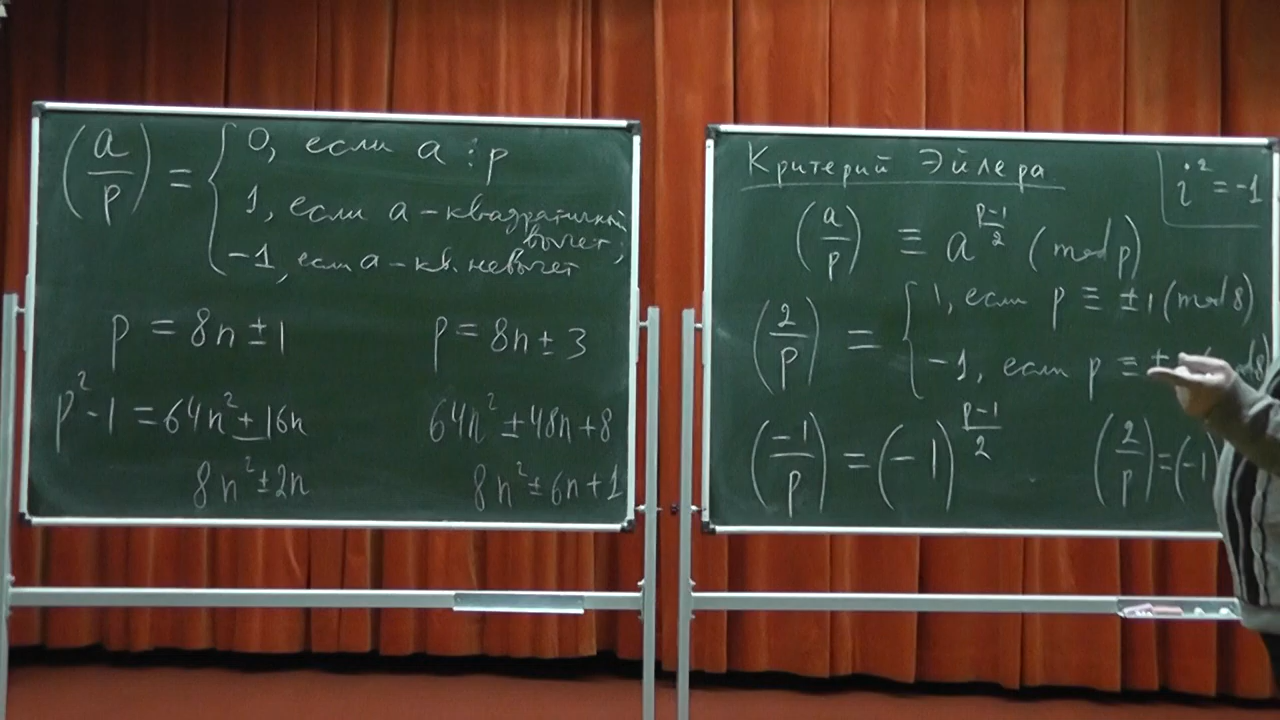 (a/p) = { 0, если a ⋮ p
1, если a – квадратичный вычет;
−1, если a – кв. невычет
p = 8n ± 1
p = 8n ± 3
p² − 1 = 64n² ± 16n
64n² ± 48n + 8
8n² ± 2n
8n² ± 6n + 1
Критерий Эйлера
i² = −1
(a/p) ≡ a^((p−1)/2) (mod p)
(2/p) = { 1, если p ≡ ±1 (mod 8)
−1, если p ≡ ±
(−1/p) = (−1)^((p−1)/2)
(2/p) = (−1)